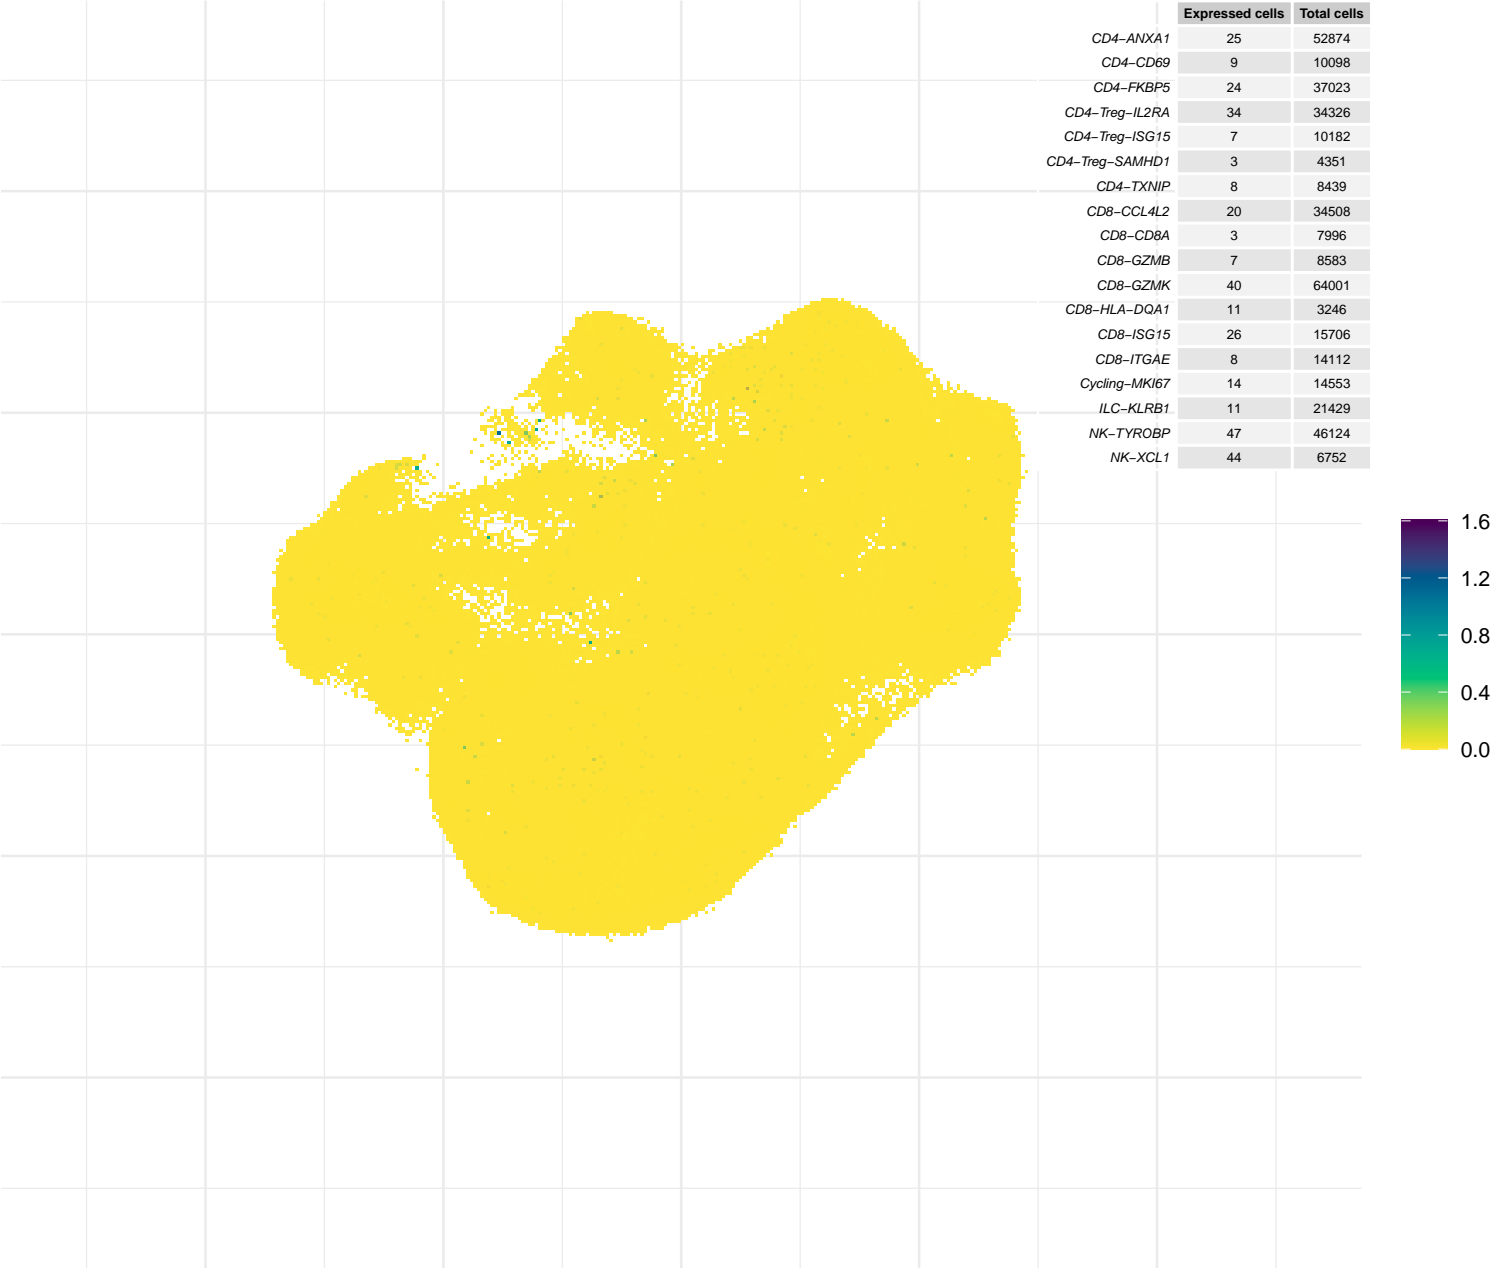 Expressed cells Total cells
CD4−ANXA1 25 52874
CD4−CD69 9 10098
CD4−FKBP5 24 37023
CD4−Treg−IL2RA 34 34326
CD4−Treg−ISG15 7 10182
CD4−Treg−SAMHD1 3 4351
CD4−TXNIP 8 8439
CD8−CCL4L2 20 34508
CD8−CD8A 3 7996
CD8−GZMB 7 8583
CD8−GZMK 40 64001
CD8−HLA−DQA1 11 3246
CD8−ISG15 26 15706
CD8−ITGAE 8 14112
Cycling−MKI67 14 14553
ILC−KLRB1 11 21429
NK−TYROBP 47 46124
NK−XCL1 44 6752
1.6
1.2
0.8
0.4
0.0